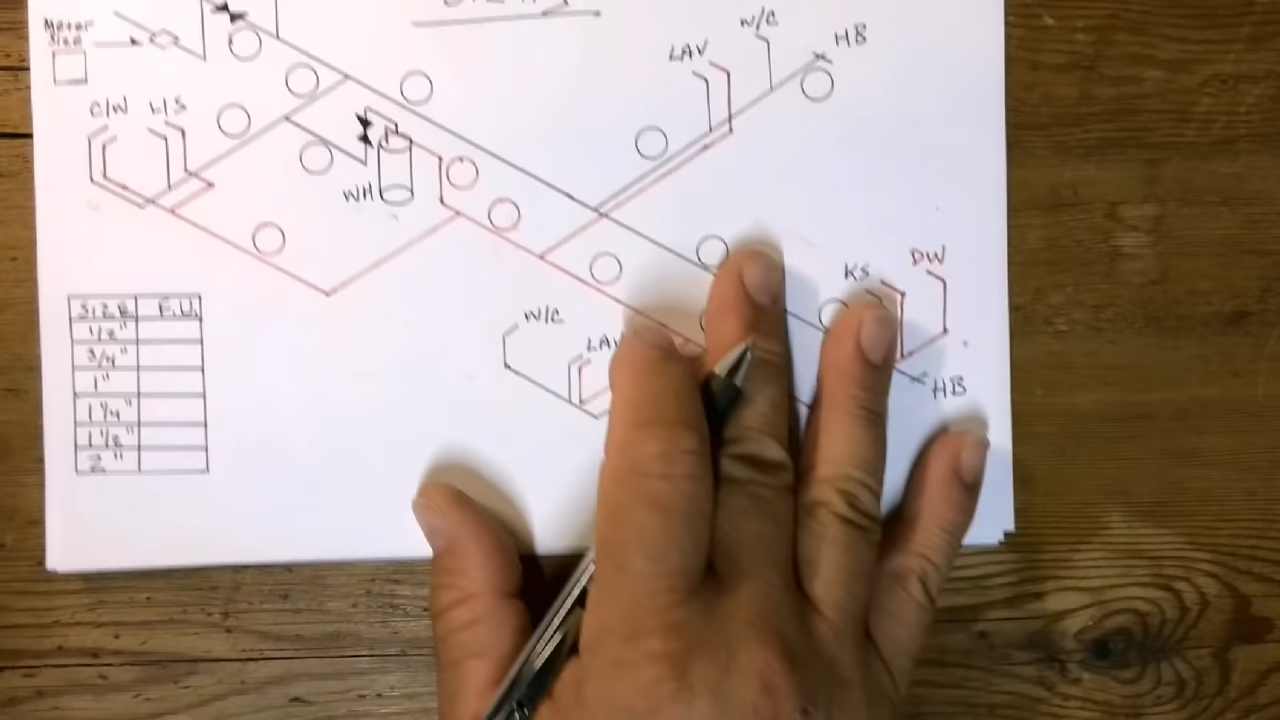 Meter
Size
W/C
HB
LAV
C/W L/S
WH
KS
DW
W/C
LAV
HB
SIZE F.U.
1/2"
3/4"
1"
1 1/4"
1 1/2"
2"